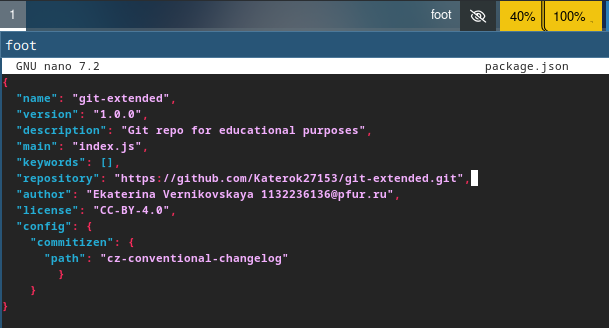 1 foot 40% 100%
foot
GNU nano 7.2 package.json
{
"name": "git-extended",
"version": "1.0.0",
"description": "Git repo for educational purposes",
"main": "index.js",
"keywords": [],
"repository": "https://github.com/Katerok27153/git-extended.git",
"author": "Ekaterina Vernikovskaya 1132236136@pfur.ru",
"license": "CC-BY-4.0",
"config": {
"commitizen": {
"path": "cz-conventional-changelog"
}
}
}